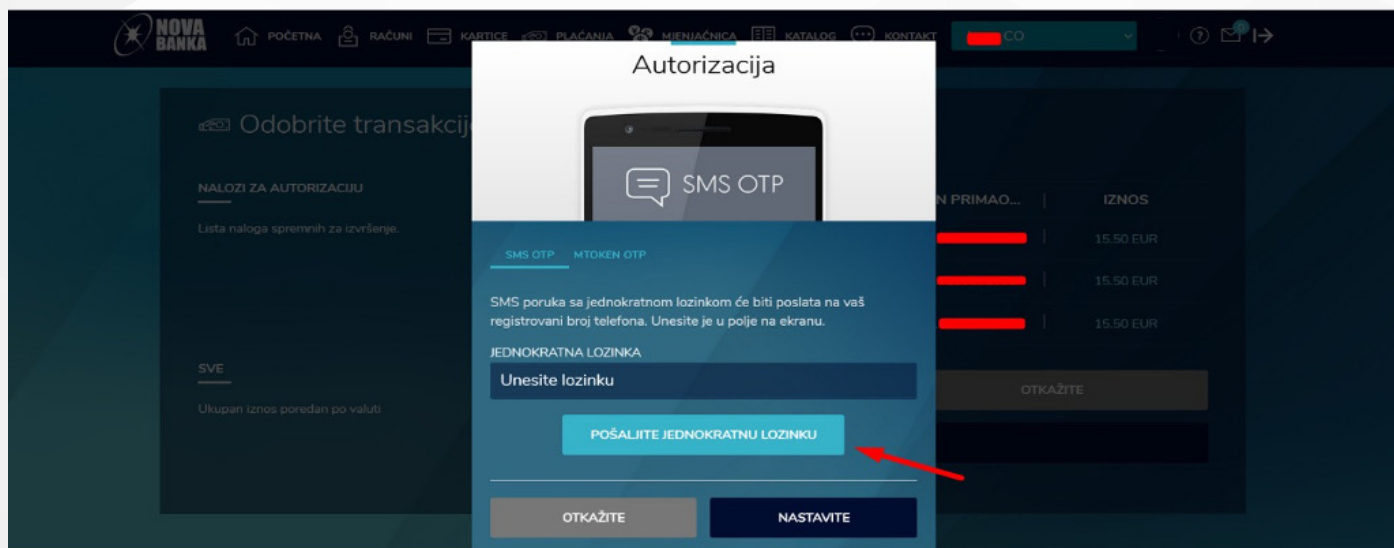 NOVA
BANKA
POČETNA
RAČUNI
KARTICE
PLAĆANJA
MJENJAČNICA
KATALOG
KONTAKT
CO
0
Autorizacija
SMS OTP
Odobrite transakcij
NALOZI ZA AUTORIZACIJU
Lista naloga spremnih za izvršenje.
SVE
Ukupan iznos poredan po valuti
SMS OTP MTOKEN OTP
SMS poruka sa jednokratnom lozinkom će biti poslata na vaš
registrovani broj telefona. Unesite je u polje na ekranu.
JEDNOKRATNA LOZINKA
Unesite lozinku
POŠALJITE JEDNOKRATNU LOZINKU
OTKAŽITE
NASTAVITE
N PRIMAO... IZNOS
15.50 EUR
15.50 EUR
15.50 EUR
OTKAŽITE